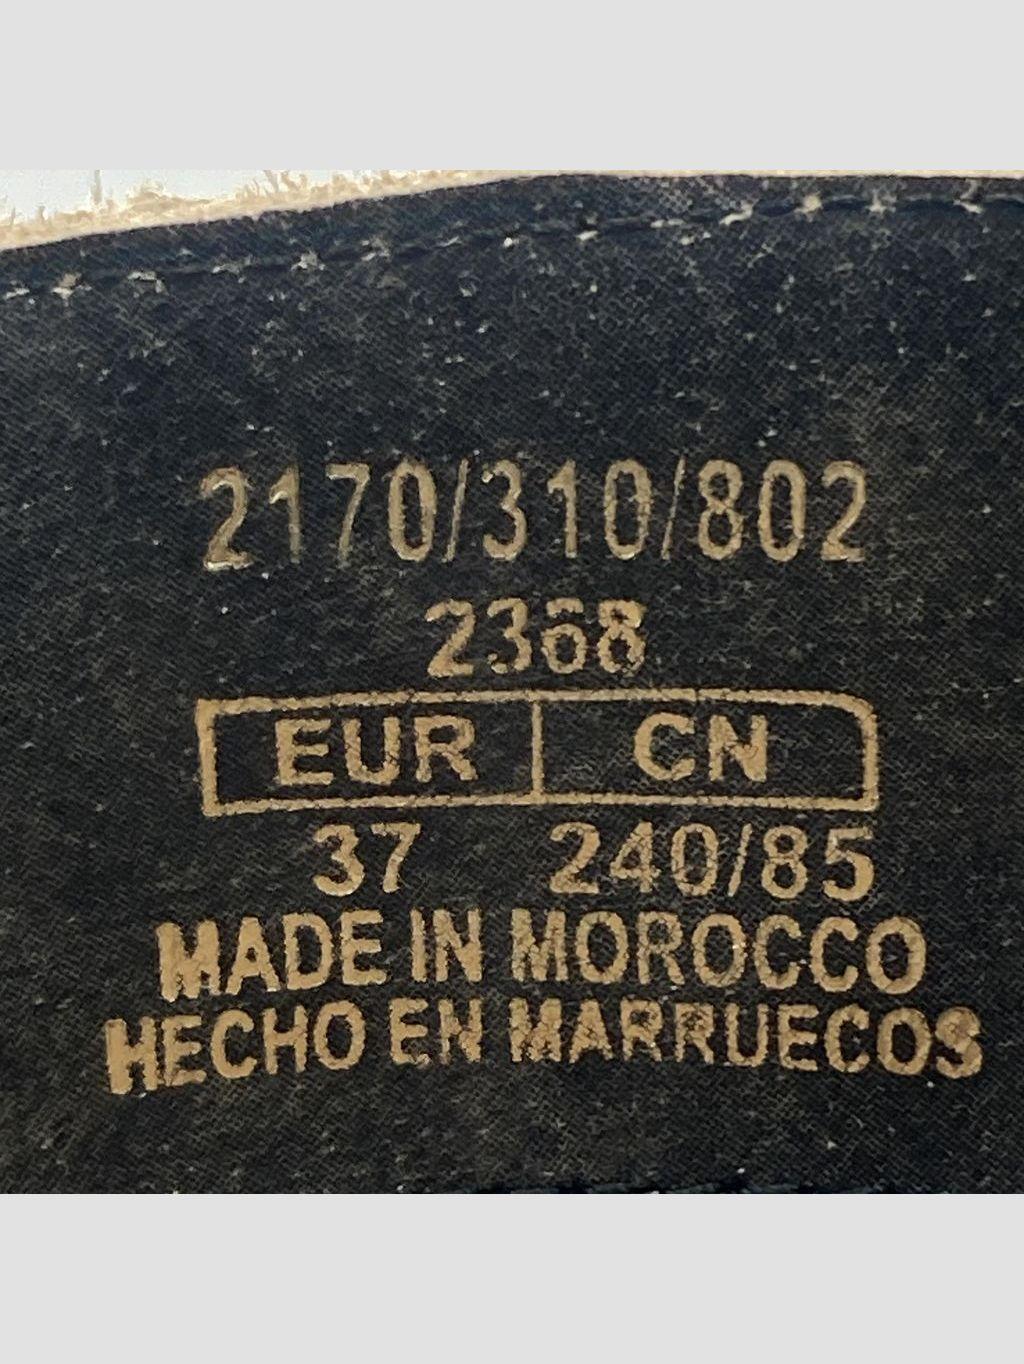 2170/310/802
2368
EUR CN
37 240/85
MADE IN MOROCCO
HECHO EN MARRUECOS